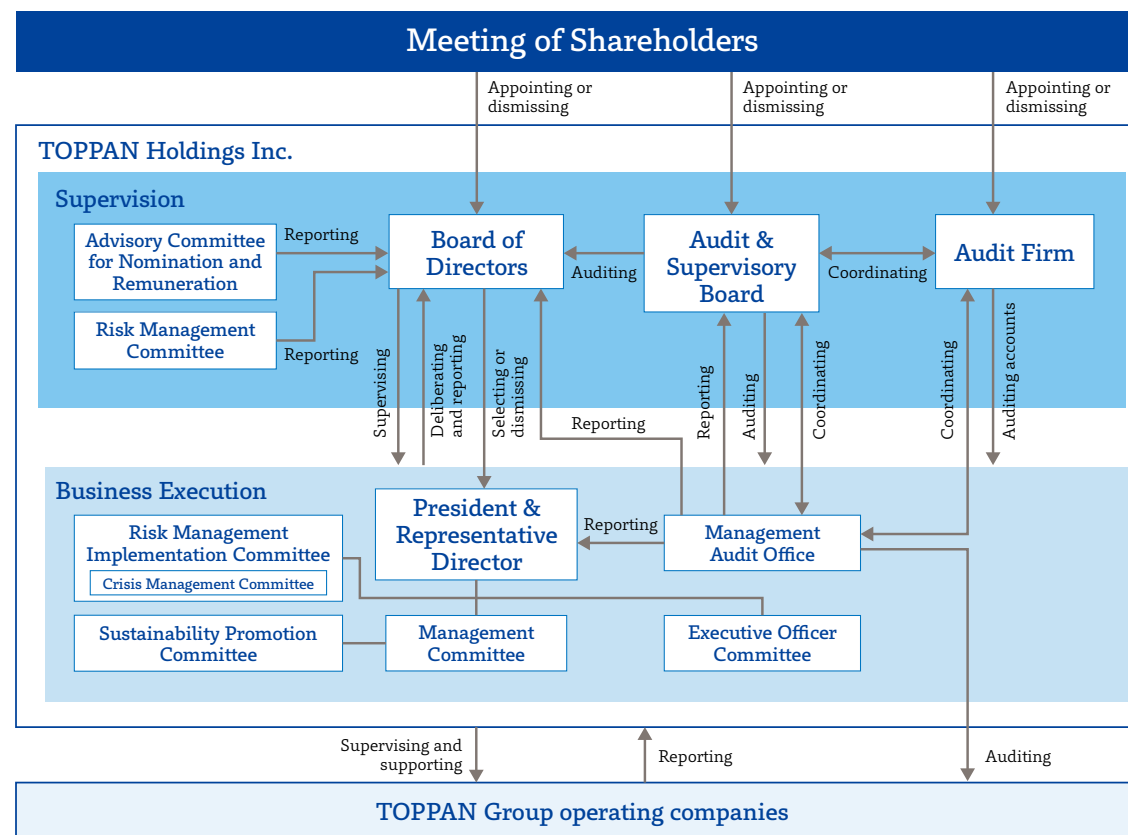 Meeting of Shareholders
Appointing or
dismissing
Appointing or
dismissing
Appointing or
dismissing
TOPPAN Holdings Inc.
Supervision
Advisory Committee
for Nomination and
Remuneration
Reporting
Board of
Directors
Auditing
Audit &
Supervisory
Board
Coordinating
Audit Firm
Risk Management
Committee
Reporting
Supervising
Deliberating
and reporting
Selecting or
dismissing
Reporting
Reporting
Auditing
Coordinating
Coordinating
Auditing accounts
Business Execution
Risk Management
Implementation Committee
Crisis Management Committee
President &
Representative
Director
Reporting
Management
Audit Office
Sustainability Promotion
Committee
Management
Committee
Executive Officer
Committee
Supervising and
supporting
Reporting
Auditing
TOPPAN Group operating companies